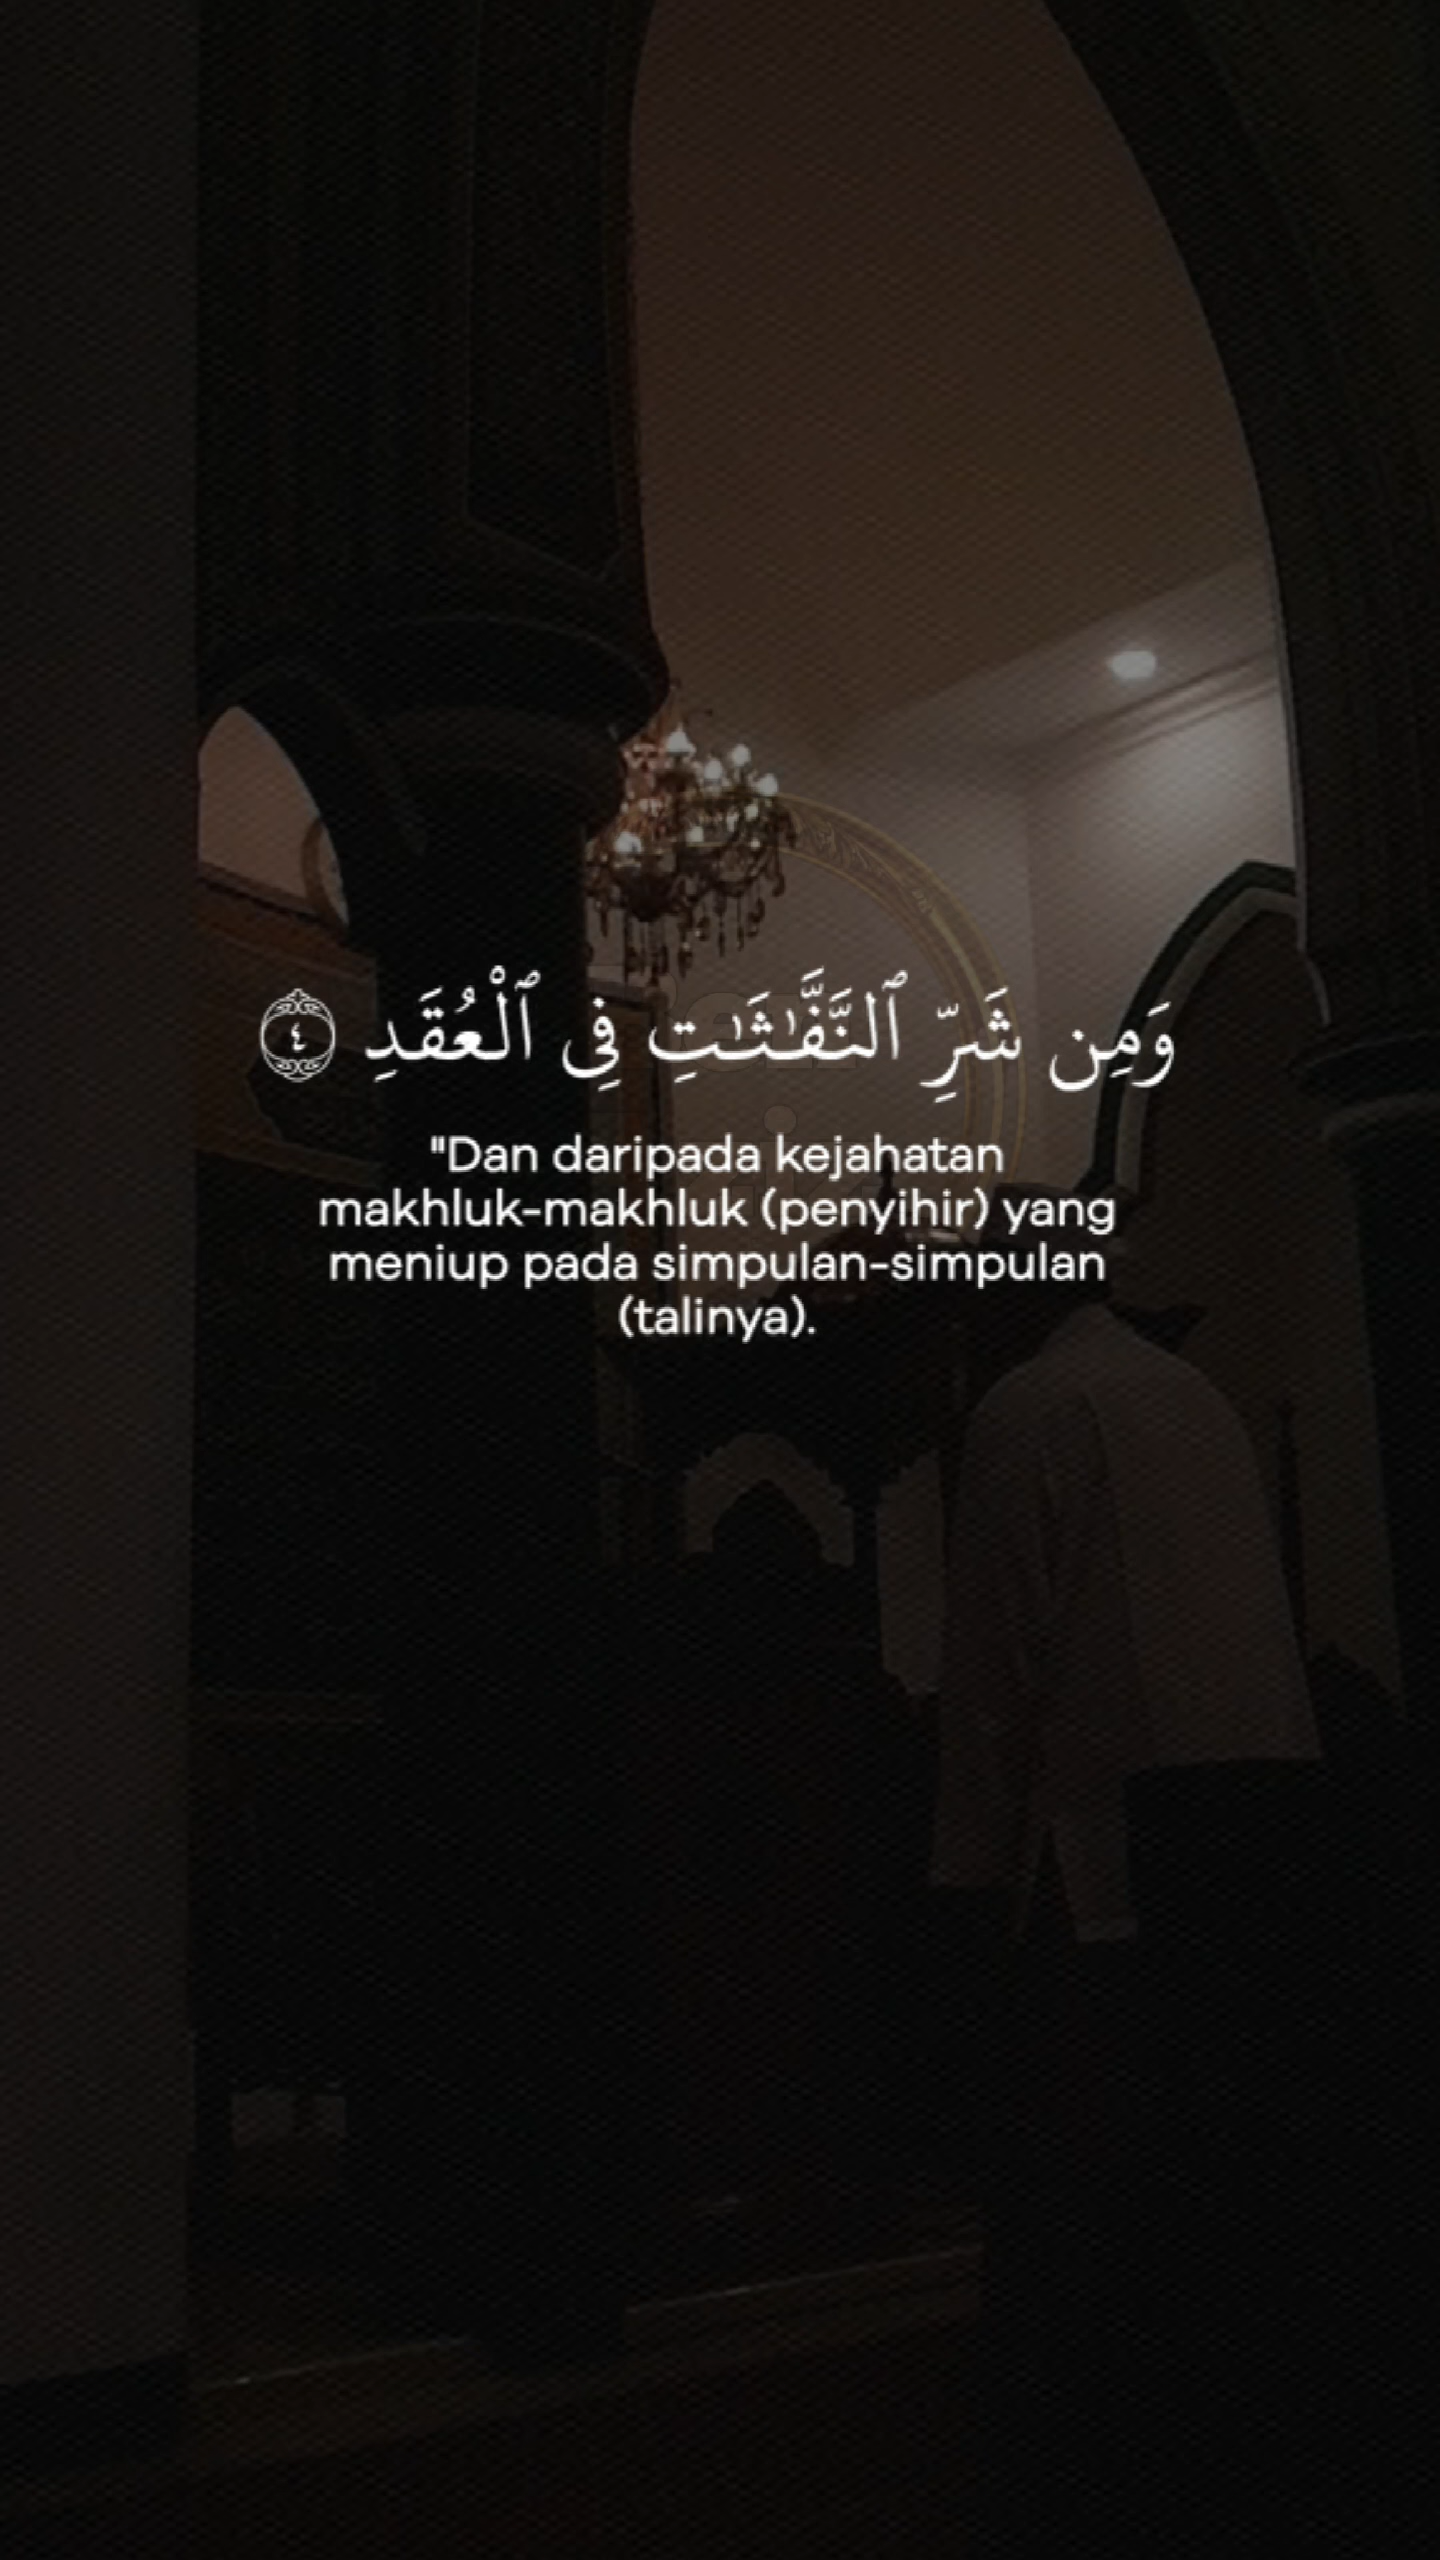 وَمِن شَرِّ ٱلنَّفَّٰثَٰتِ فِى ٱلْعُقَدِ ٤
"Dan daripada kejahatan
makhluk-makhluk (penyihir) yang
meniup pada simpulan-simpulan
(talinya).